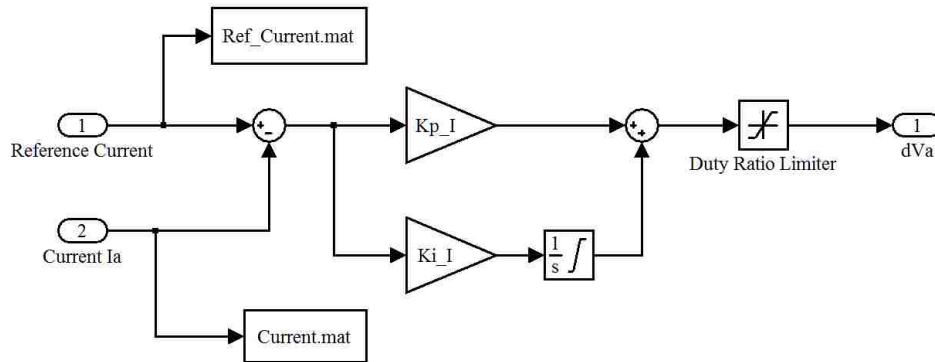 Ref_Current.mat
1
Reference Current
+
-
Kp_I
+
+
Duty Ratio Limiter
1
dVa
2
Current Ia
Ki_I
1
s
Current.mat